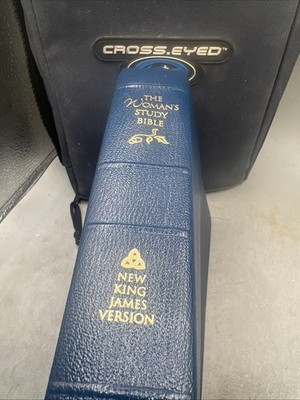 CROSS.EYED™
THE
WOMAN'S
STUDY
BIBLE
NEW
KING
JAMES
VERSION